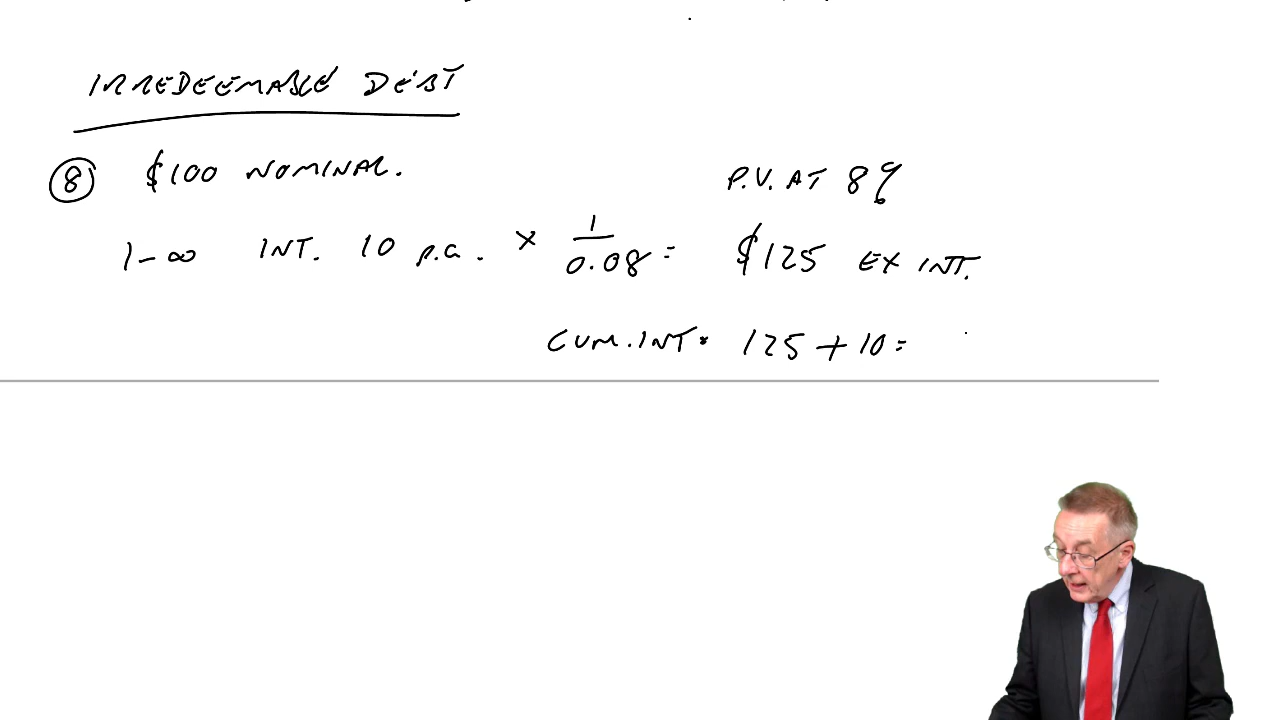 IRREDEEMABLE DEBT
8 $100 NOMINAL. P.V. AT 8%
1-∞ INT. 10 p.a. × 1/0.08 = $125 EX INT.
CUM.INT. 125 + 10 =